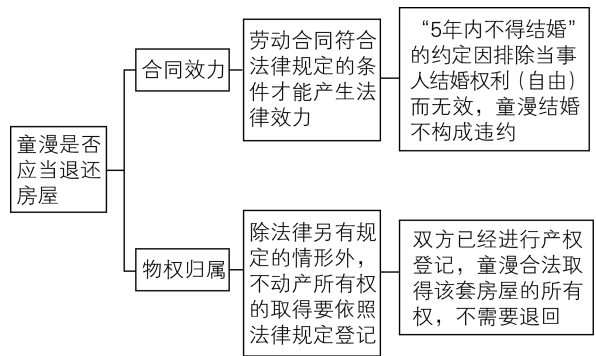 童漫是否
应当退还
房屋
合同效力
劳动合同符合
法律规定的条
件才能产生法
律效力
“5年内不得结婚”
的约定因排除当事
人结婚权利（自由）
而无效，童漫结婚
不构成违约
物权归属
除法律另有规
定的情形外，
不动产所有权
的取得要依照
法律规定登记
双方已经进行产权
登记，童漫合法取
得该套房屋的所有
权，不需要退回